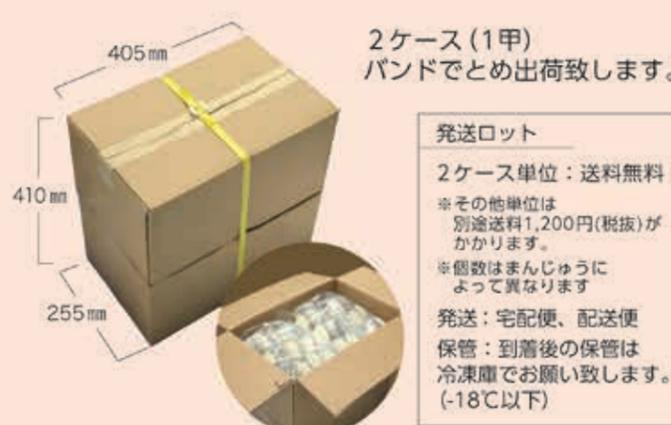 405㎜
410㎜
255㎜
2ケース(1甲)
バンドでとめ出荷致します。
発送ロット
2ケース単位：送料無料
※その他単位は
別途送料1,200円(税抜)が
かかります。
※個数はまんじゅうに
よって異なります
発送：宅配便、配送便
保管：到着後の保管は
冷凍庫でお願い致します。
(-18℃以下)